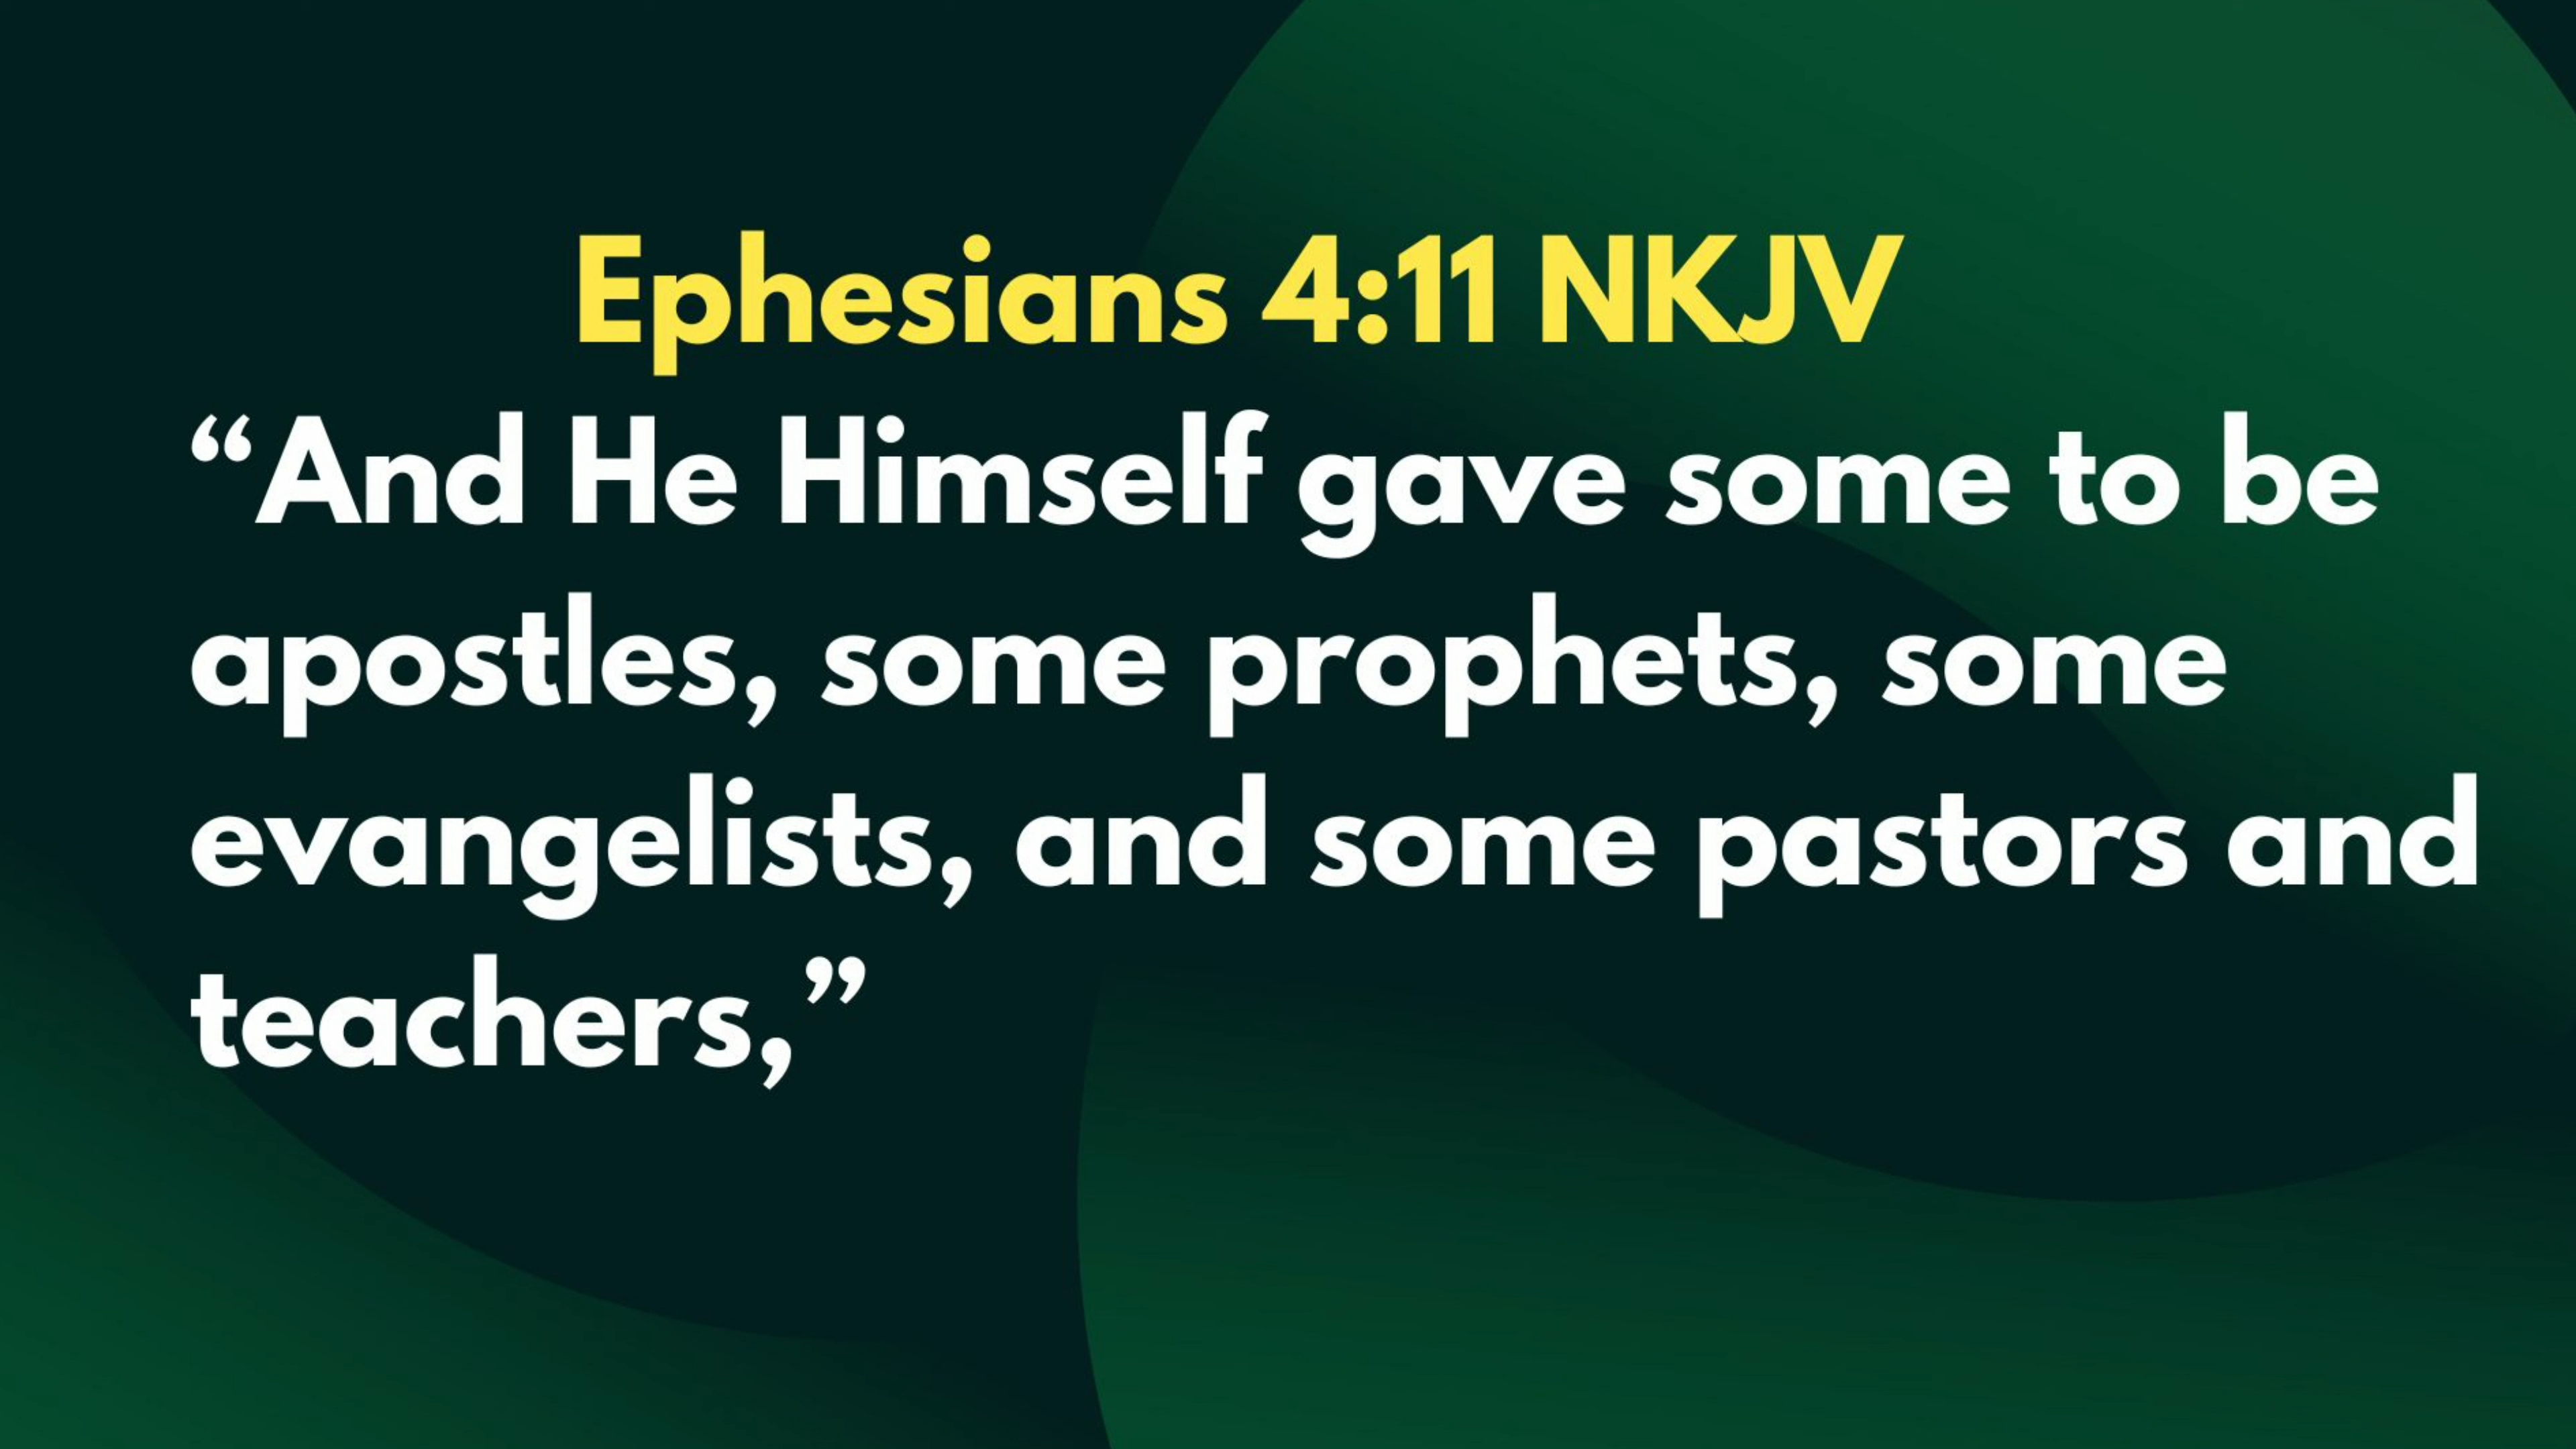 Ephesians 4:11 NKJV
“And He Himself gave some to be
apostles, some prophets, some
evangelists, and some pastors and
teachers,”